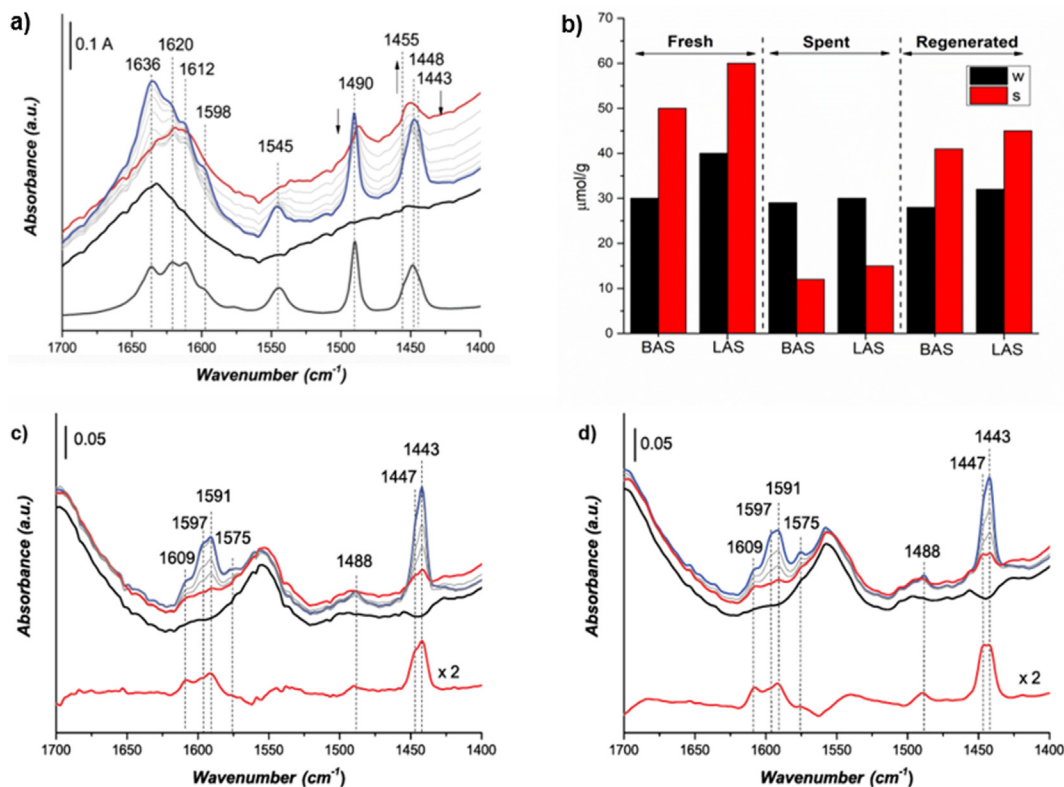 a)
0.1 A
1636
1620
1612
1598
1545
1490
1455
1448
1443
Absorbance (a.u.)
1700 1650 1600 1550 1500 1450 1400
Wavenumber (cm⁻¹)
b)
Fresh Spent Regenerated
W
S
µmol/g
70
60
50
40
30
20
10
0
BAS LAS BAS LAS BAS LAS
c)
0.05
1609
1597
1591
1575
1488
1447
1443
x 2
Absorbance (a.u.)
1700 1650 1600 1550 1500 1450 1400
Wavenumber (cm⁻¹)
d)
0.05
1609
1597
1591
1575
1488
1447
1443
x 2
Absorbance (a.u.)
1700 1650 1600 1550 1500 1450 1400
Wavenumber (cm⁻¹)